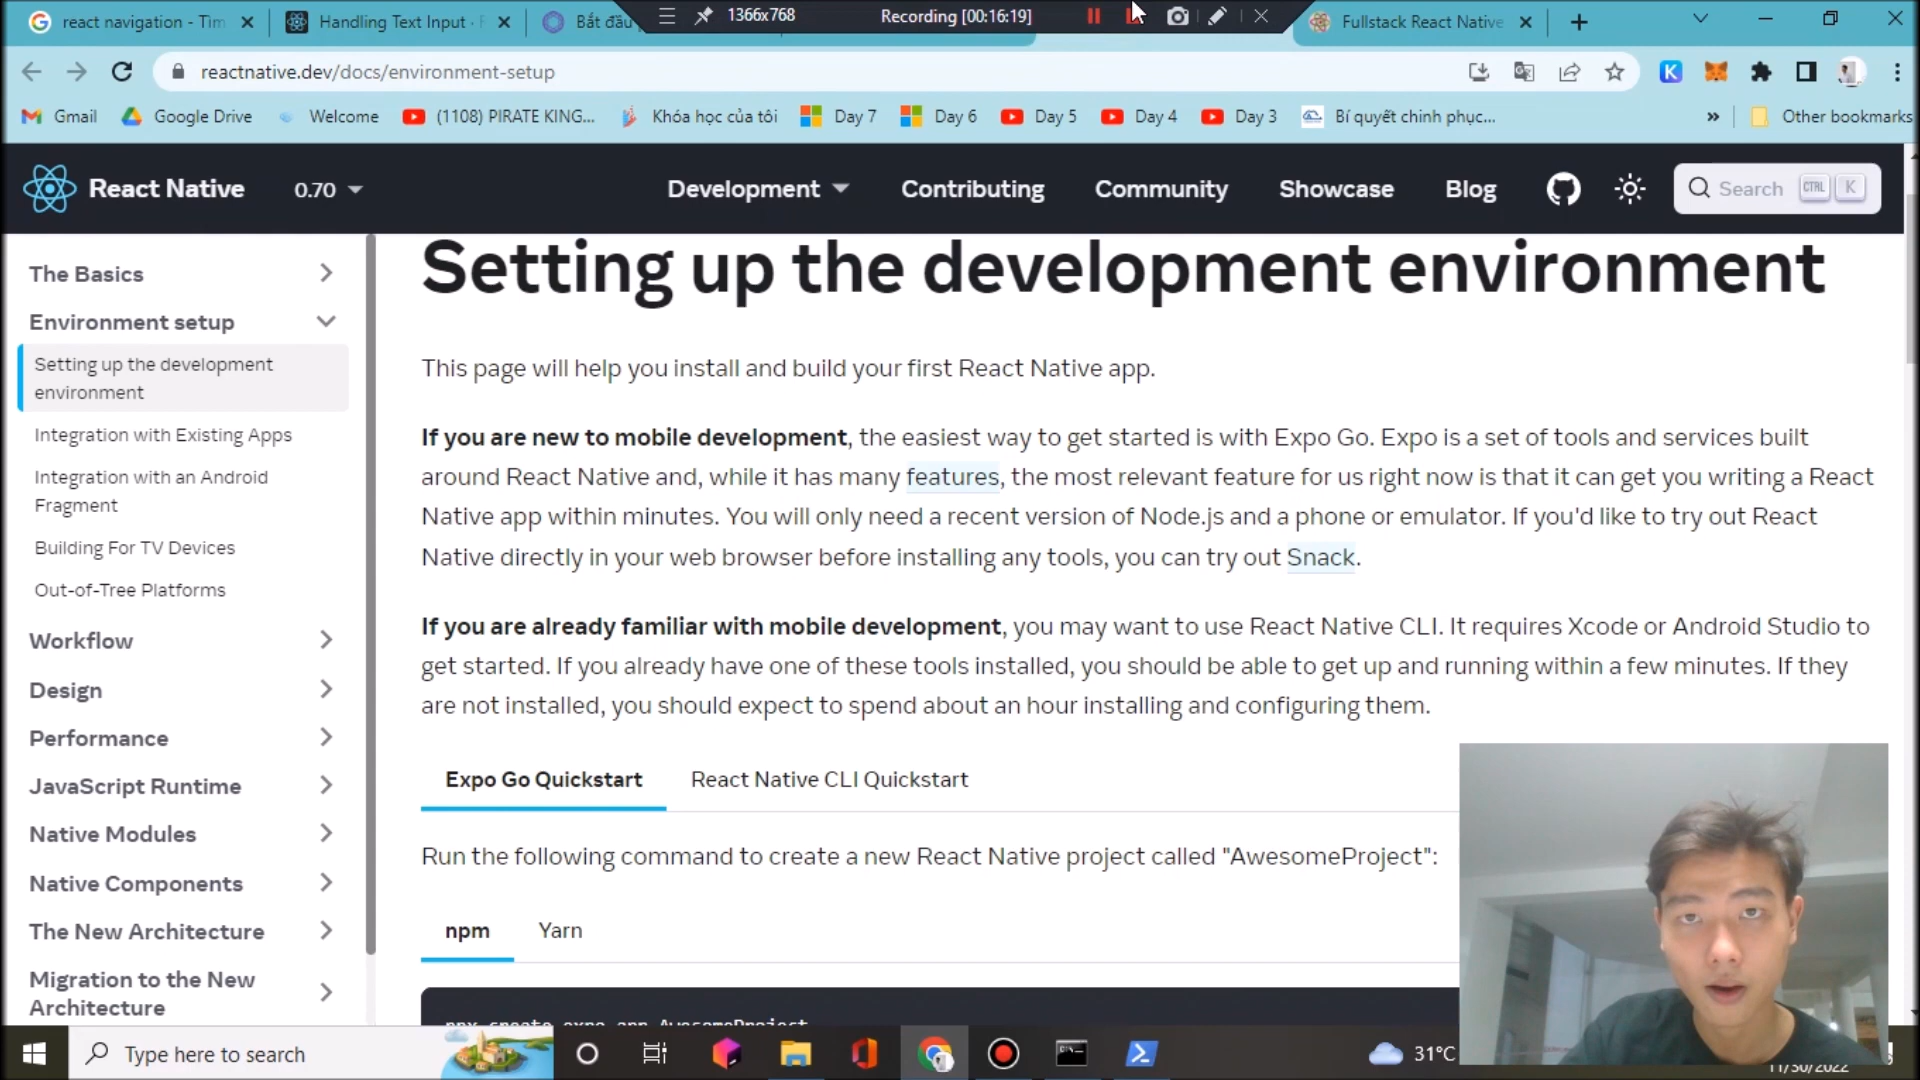 react navigation - Tìm
Handling Text Input ·
Bắt đầu
1366x768
Recording [00:16:19]
Fullstack React Native
reactnative.dev/docs/environment-setup
Gmail
Google Drive
Welcome
(1108) PIRATE KING...
Khóa học của tôi
Day 7
Day 6
Day 5
Day 4
Day 3
Bí quyết chinh phục...
»
Other bookmarks
React Native
0.70
Development
Contributing
Community
Showcase
Blog
Search
CTRL
K
The Basics
Environment setup
Setting up the development
environment
Integration with Existing Apps
Integration with an Android
Fragment
Building For TV Devices
Out-of-Tree Platforms
Workflow
Design
Performance
JavaScript Runtime
Native Modules
Native Components
The New Architecture
Migration to the New
Architecture
Setting up the development environment
This page will help you install and build your first React Native app.
If you are new to mobile development, the easiest way to get started is with Expo Go. Expo is a set of tools and services built
around React Native and, while it has many features, the most relevant feature for us right now is that it can get you writing a React
Native app within minutes. You will only need a recent version of Node.js and a phone or emulator. If you'd like to try out React
Native directly in your web browser before installing any tools, you can try out Snack.
If you are already familiar with mobile development, you may want to use React Native CLI. It requires Xcode or Android Studio to
get started. If you already have one of these tools installed, you should be able to get up and running within a few minutes. If they
are not installed, you should expect to spend about an hour installing and configuring them.
Expo Go Quickstart
React Native CLI Quickstart
Run the following command to create a new React Native project called "AwesomeProject":
npm
Yarn
npx create-expo-app AwesomeProject
Type here to search
31°C
11/30/2022